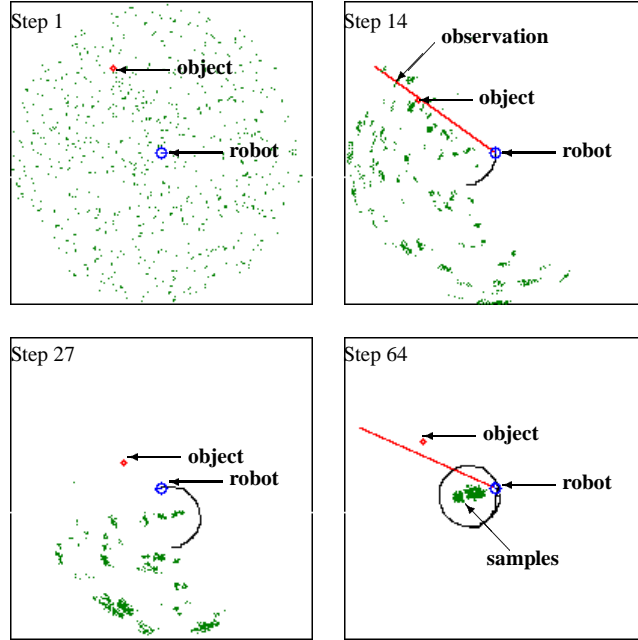 Step 1
object
robot
Step 14
observation
object
robot
Step 27
object
robot
Step 64
object
robot
samples